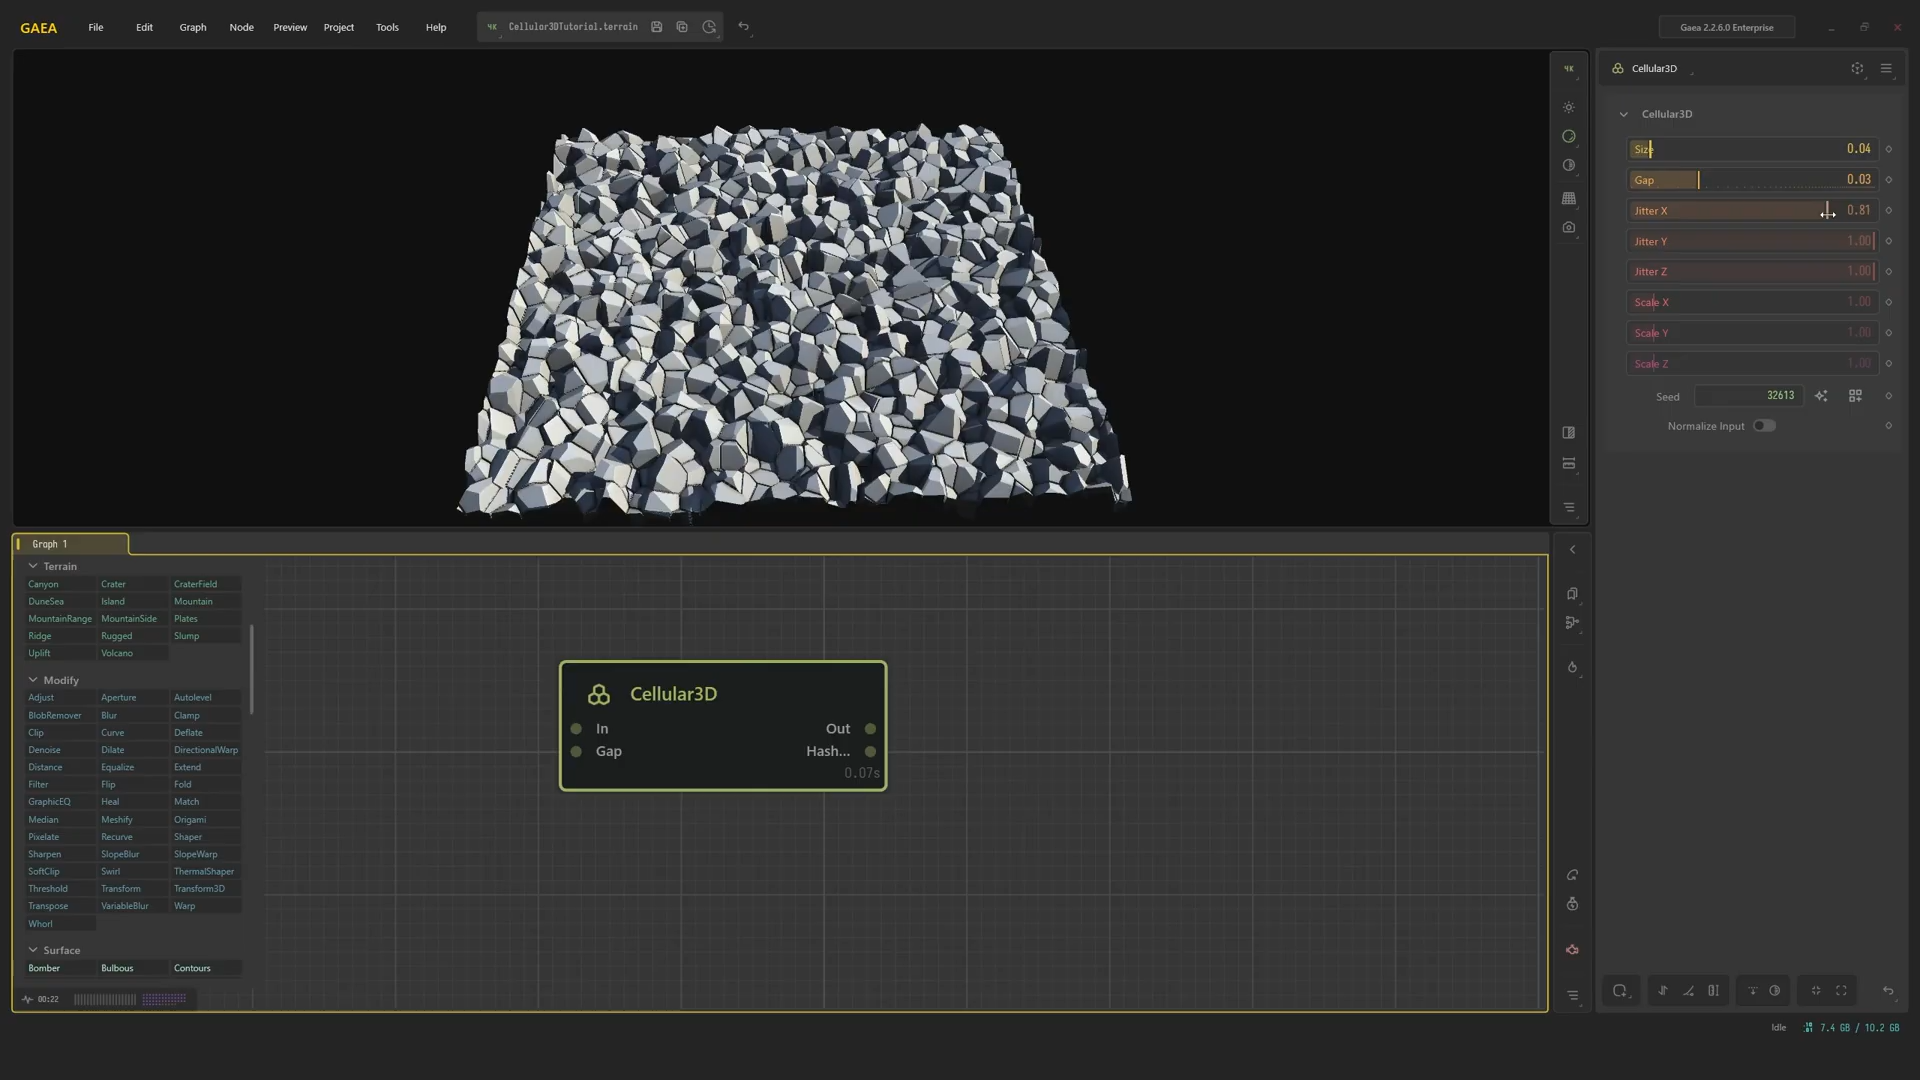 GAEA File Edit Graph Node Preview Project Tools Help Cellular3DTutorial.terrain Gaea 2.2.6.0 Enterprise
Cellular3D
Cellular3D
Size 0.04
Gap 0.03
Jitter X 0.81
Jitter Y 1.00
Jitter Z 1.00
Scale X 1.00
Scale Y 1.00
Scale Z 1.00
Seed 32613
Normalize Input
Graph 1
Terrain
Canyon Crater CraterField
DuneSea Island Mountain
MountainRange MountainSide Plates
Ridge Rugged Slump
Uplift Volcano
Modify
Adjust Aperture Autolevel
BlobRemover Blur Clamp
Clip Curve Deflate
Denoise Dilate DirectionalWarp
Distance Equalize Extend
Filter Flip Fold
GraphicEQ Heal Match
Median Meshify Origami
Pixelate Recurve Shaper
Sharpen SlopeBlur SlopeWarp
SoftClip Swirl ThermalShaper
Threshold Transform Transform3D
Transpose VariableBlur Warp
Whorl
Surface
Bomber Bulbous Contours
00:22
Cellular3D
In Out
Gap Hash...
0.07s
Idle 7.4 GB / 10.2 GB